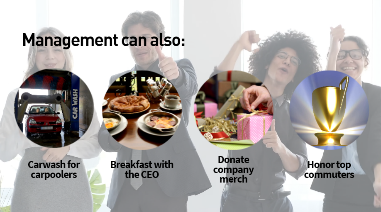 Management can also:
CAR WASH
Carwash for
carpoolers
Breakfast with
the CEO
Donate
company
merch
Honor top
commuters